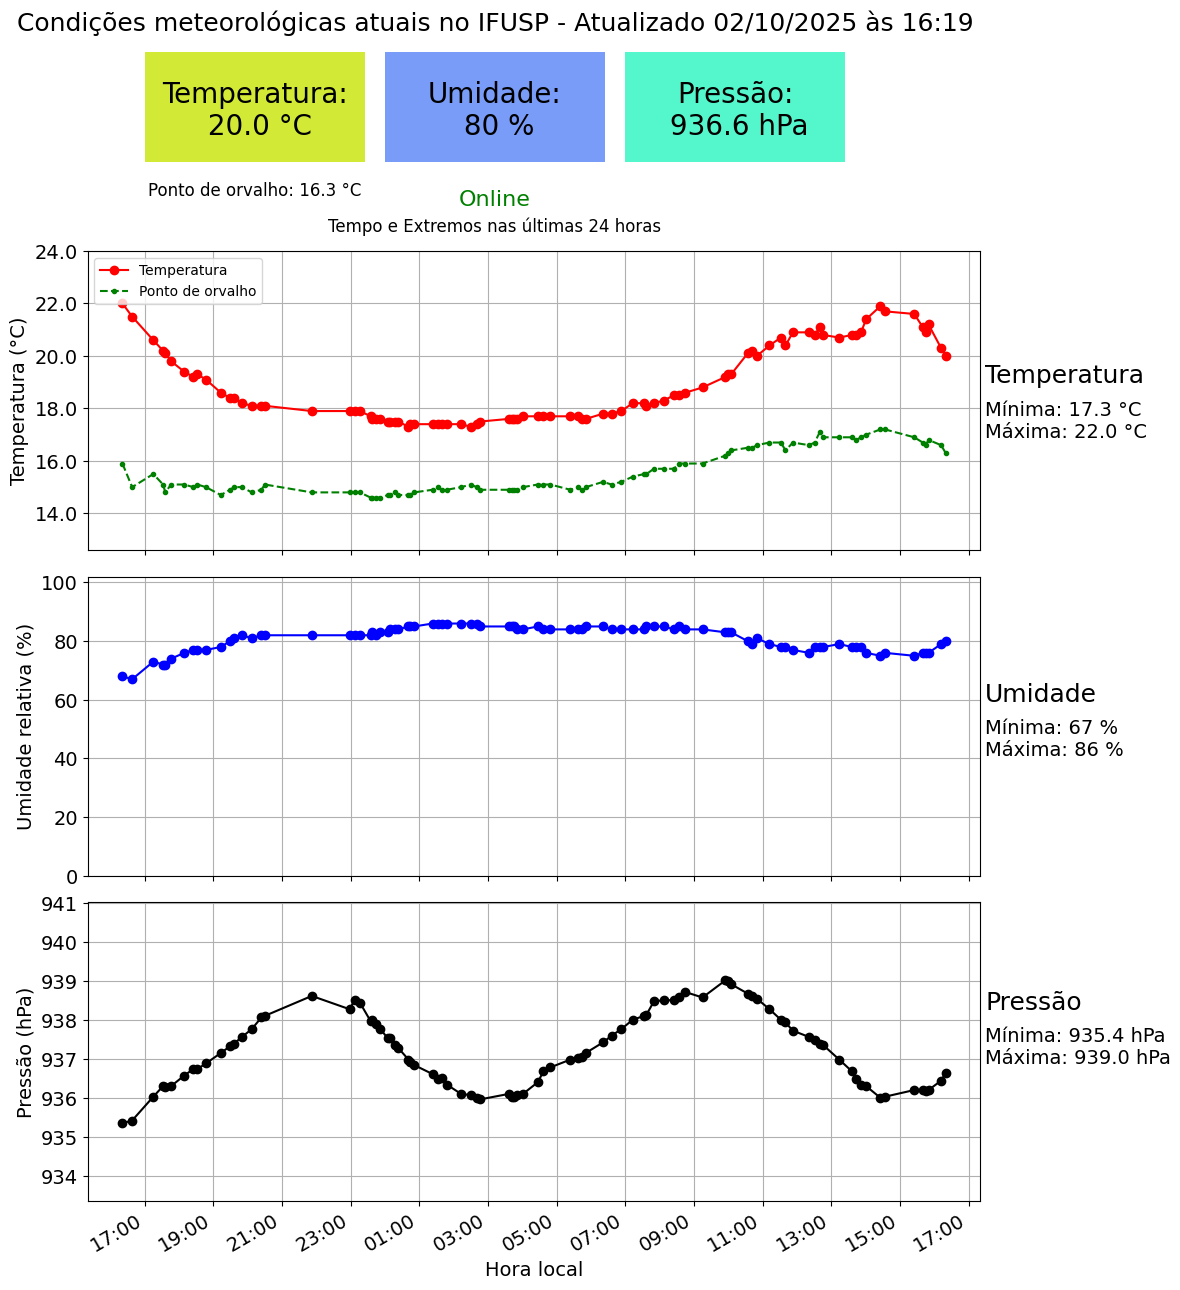 Condições meteorológicas atuais no IFUSP - Atualizado 02/10/2025 às 16:19
Temperatura:
20.0 °C
Umidade:
80 %
Pressão:
936.6 hPa
Ponto de orvalho: 16.3 °C
Online
Tempo e Extremos nas últimas 24 horas
Temperatura (°C)
24.0
22.0
20.0
18.0
16.0
14.0
Temperatura
Ponto de orvalho
Temperatura
Mínima: 17.3 °C
Máxima: 22.0 °C
Umidade relativa (%)
100
80
60
40
20
0
Umidade
Mínima: 67 %
Máxima: 86 %
Pressão (hPa)
941
940
939
938
937
936
935
934
Pressão
Mínima: 935.4 hPa
Máxima: 939.0 hPa
17:00 19:00 21:00 23:00 01:00 03:00 05:00 07:00 09:00 11:00 13:00 15:00 17:00
Hora local